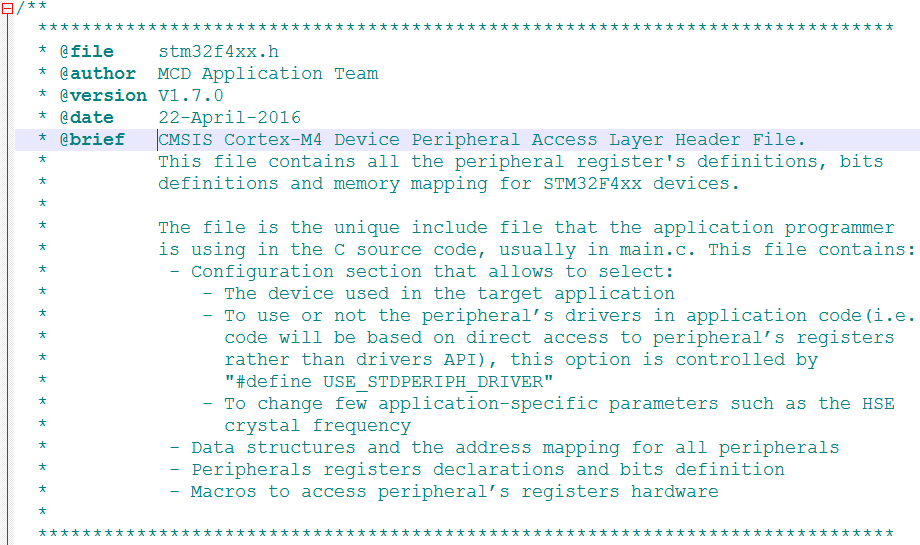 /**
******************************************************************************
* @file    stm32f4xx.h
* @author  MCD Application Team
* @version V1.7.0
* @date    22-April-2016
* @brief   CMSIS Cortex-M4 Device Peripheral Access Layer Header File.
*          This file contains all the peripheral register's definitions, bits
*          definitions and memory mapping for STM32F4xx devices.
*
*          The file is the unique include file that the application programmer
*          is using in the C source code, usually in main.c. This file contains:
*           - Configuration section that allows to select:
*              - The device used in the target application
*              - To use or not the peripheral’s drivers in application code(i.e.
*                code will be based on direct access to peripheral’s registers
*                rather than drivers API), this option is controlled by
*                "#define USE_STDPERIPH_DRIVER"
*              - To change few application-specific parameters such as the HSE
*                crystal frequency
*           - Data structures and the address mapping for all peripherals
*           - Peripherals registers declarations and bits definition
*           - Macros to access peripheral’s registers hardware
*
******************************************************************************